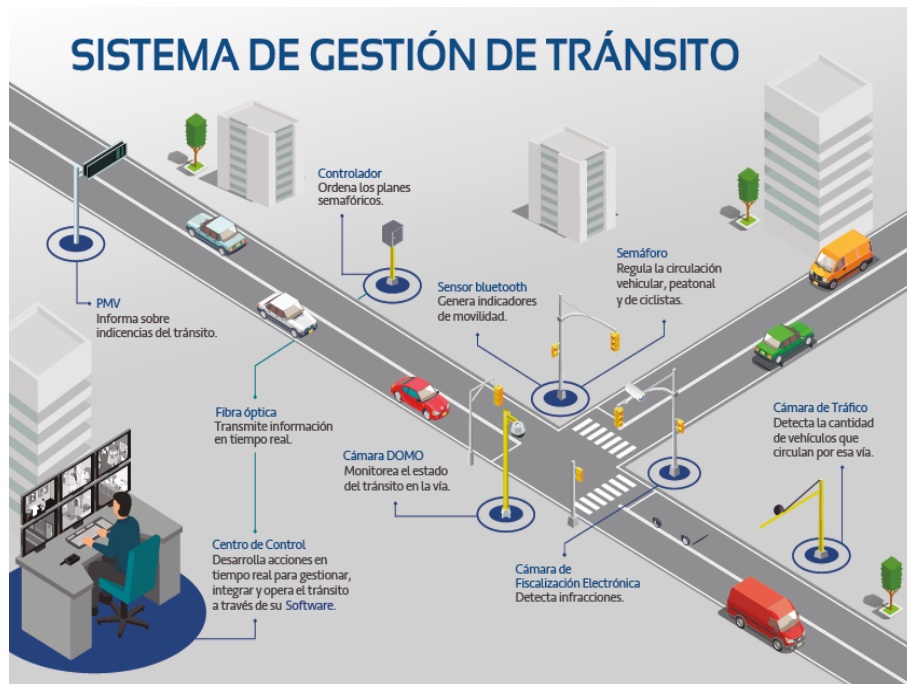 SISTEMA DE GESTIÓN DE TRÁNSITO
Controlador
Ordena los planes
semafóricos.
Semáforo
Regula la circulación
vehicular, peatonal
y de ciclistas.
Sensor bluetooth
Genera indicadores
de movilidad.
PMV
Informa sobre
indicencias del tránsito.
Fibra óptica
Transmite información
en tiempo real.
Cámara de Tráfico
Detecta la cantidad
de vehículos que
circulan por esa vía.
Cámara DOMO
Monitorea el estado
del tránsito en la vía.
Centro de Control
Desarrolla acciones en
tiempo real para gestionar,
integrar y opera el tránsito
a través de su Software.
Cámara de
Fiscalización Electrónica
Detecta infracciones.